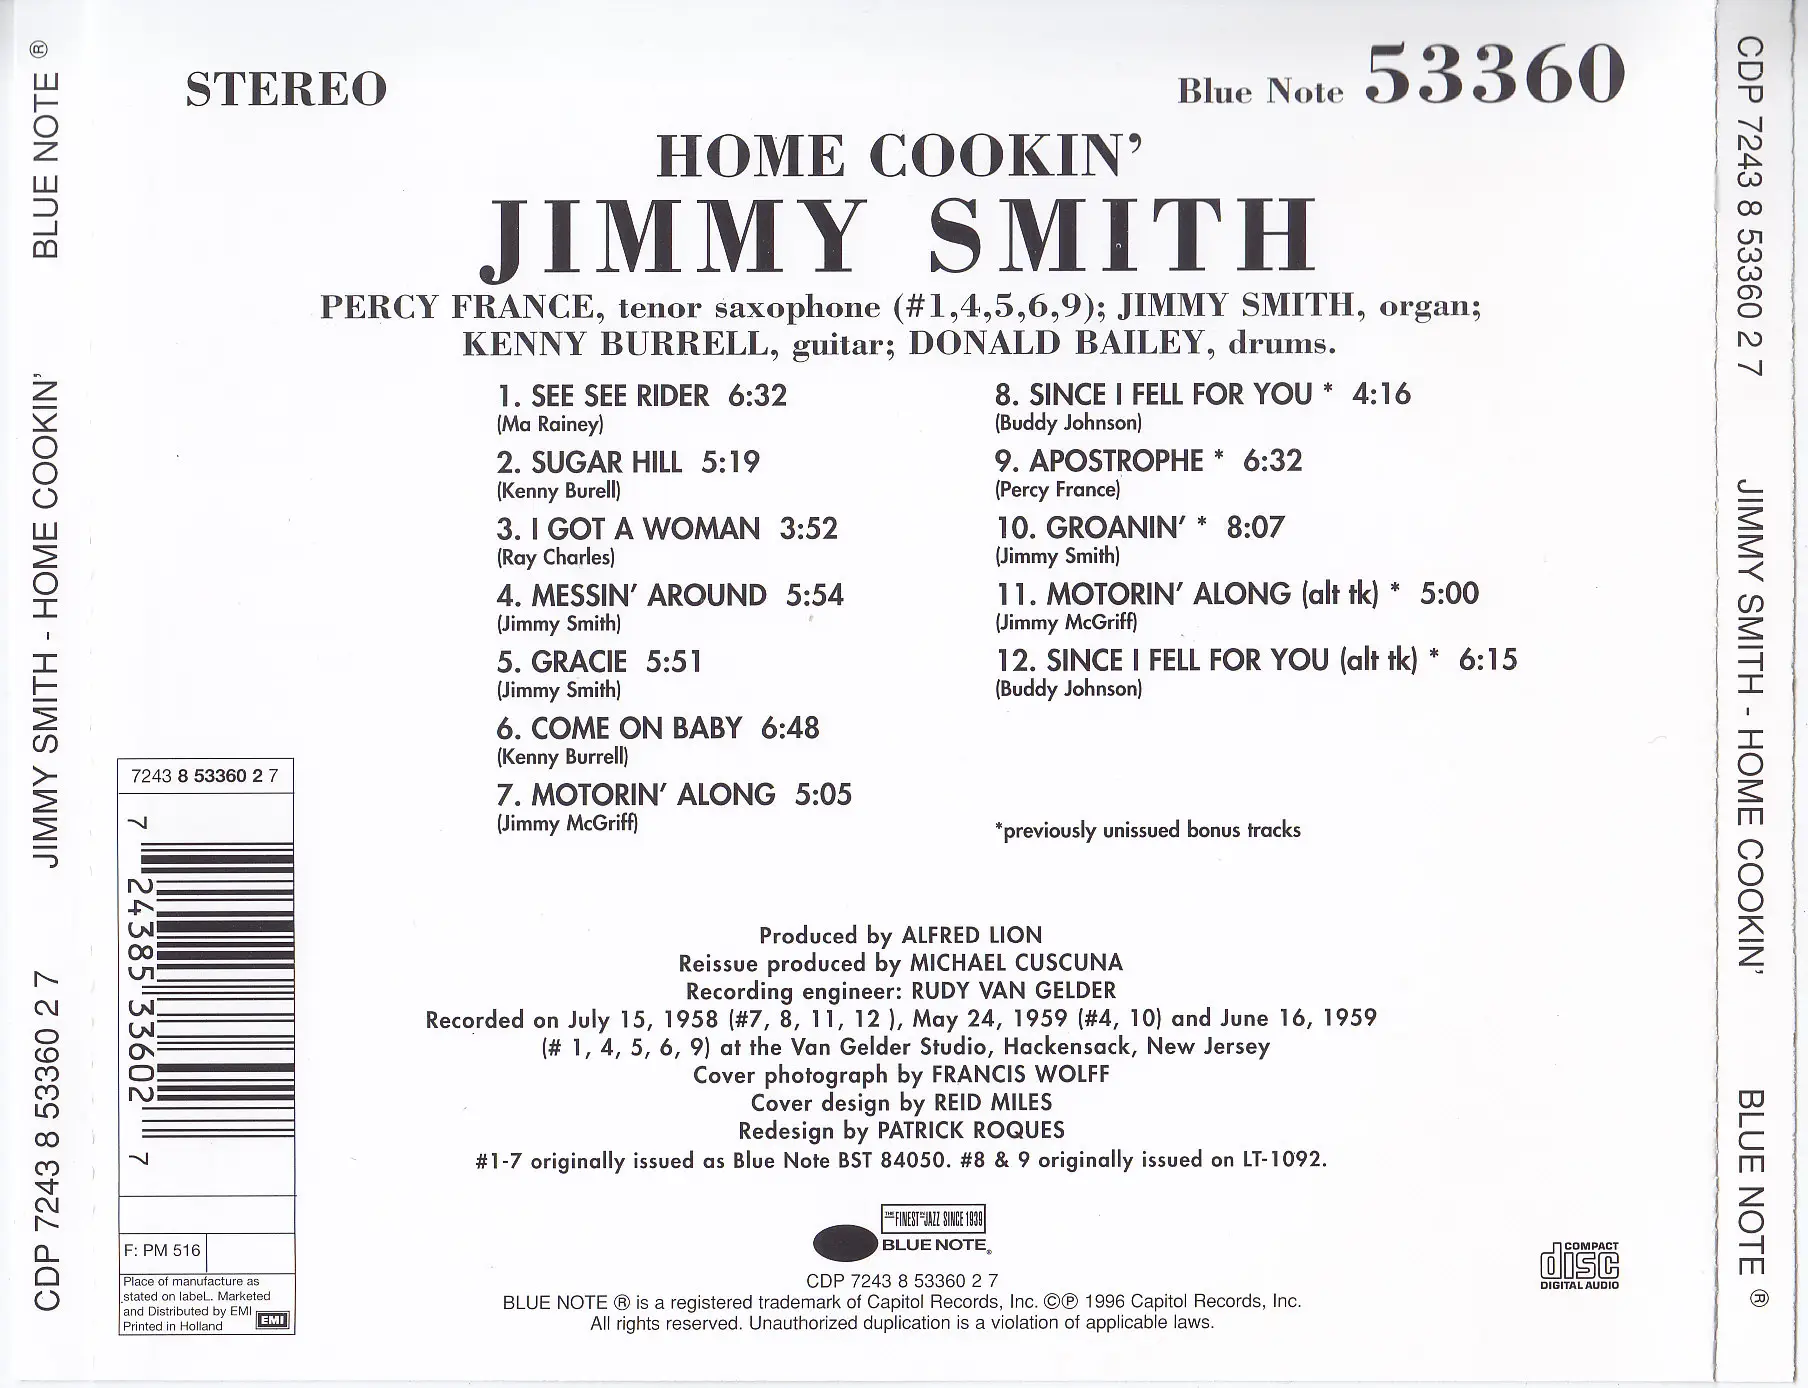 STEREO
Blue Note 53360
HOME COOKIN'
JIMMY SMITH
PERCY FRANCE, tenor saxophone (#1,4,5,6,9); JIMMY SMITH, organ;
KENNY BURRELL, guitar; DONALD BAILEY, drums.
1. SEE SEE RIDER 6:32
(Ma Rainey)
2. SUGAR HILL 5:19
(Kenny Burell)
3. I GOT A WOMAN 3:52
(Ray Charles)
4. MESSIN' AROUND 5:54
(Jimmy Smith)
5. GRACIE 5:51
(Jimmy Smith)
6. COME ON BABY 6:48
(Kenny Burrell)
7. MOTORIN' ALONG 5:05
(Jimmy McGriff)
8. SINCE I FELL FOR YOU * 4:16
(Buddy Johnson)
9. APOSTROPHE * 6:32
(Percy France)
10. GROANIN' * 8:07
(Jimmy Smith)
11. MOTORIN' ALONG (alt tk) * 5:00
(Jimmy McGriff)
12. SINCE I FELL FOR YOU (alt tk) * 6:15
(Buddy Johnson)
*previously unissued bonus tracks
Produced by ALFRED LION
Reissue produced by MICHAEL CUSCUNA
Recording engineer: RUDY VAN GELDER
Recorded on July 15, 1958 (#7, 8, 11, 12 ), May 24, 1959 (#4, 10) and June 16, 1959
(# 1, 4, 5, 6, 9) at the Van Gelder Studio, Hackensack, New Jersey
Cover photograph by FRANCIS WOLFF
Cover design by REID MILES
Redesign by PATRICK ROQUES
#1-7 originally issued as Blue Note BST 84050. #8 & 9 originally issued on LT-1092.
THE FINEST IN JAZZ SINCE 1939
BLUE NOTE®
CDP 7243 8 53360 2 7
BLUE NOTE ® is a registered trademark of Capitol Records, Inc. ©℗ 1996 Capitol Records, Inc.
All rights reserved. Unauthorized duplication is a violation of applicable laws.
COMPACT
disc
DIGITAL AUDIO
7243 8 53360 2 7
7 24385 33602 7
F: PM 516
Place of manufacture as
stated on labeL. Marketed
and Distributed by EMI
Printed in Holland
EMI
CDP 7243 8 53360 2 7 JIMMY SMITH - HOME COOKIN' BLUE NOTE ®
CDP 7243 8 53360 2 7 JIMMY SMITH - HOME COOKIN' BLUE NOTE ®